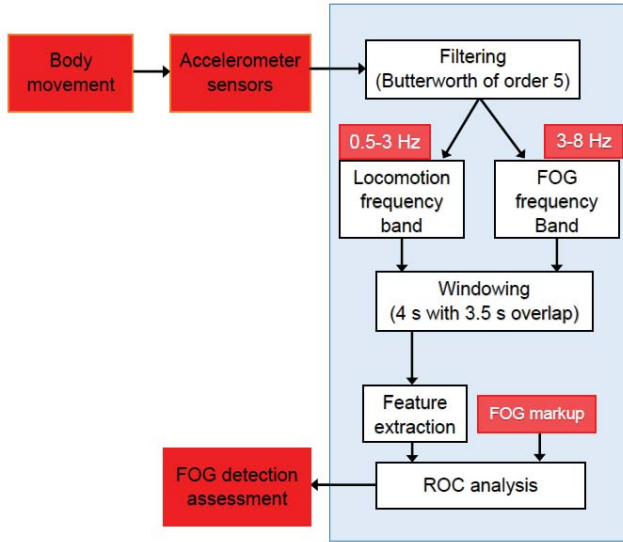 Body
movement
Accelerometer
sensors
Filtering
(Butterworth of order 5)
0.5-3 Hz
3-8 Hz
Locomotion
frequency
band
FOG
frequency
Band
Windowing
(4 s with 3.5 s overlap)
Feature
extraction
FOG markup
FOG detection
assessment
ROC analysis